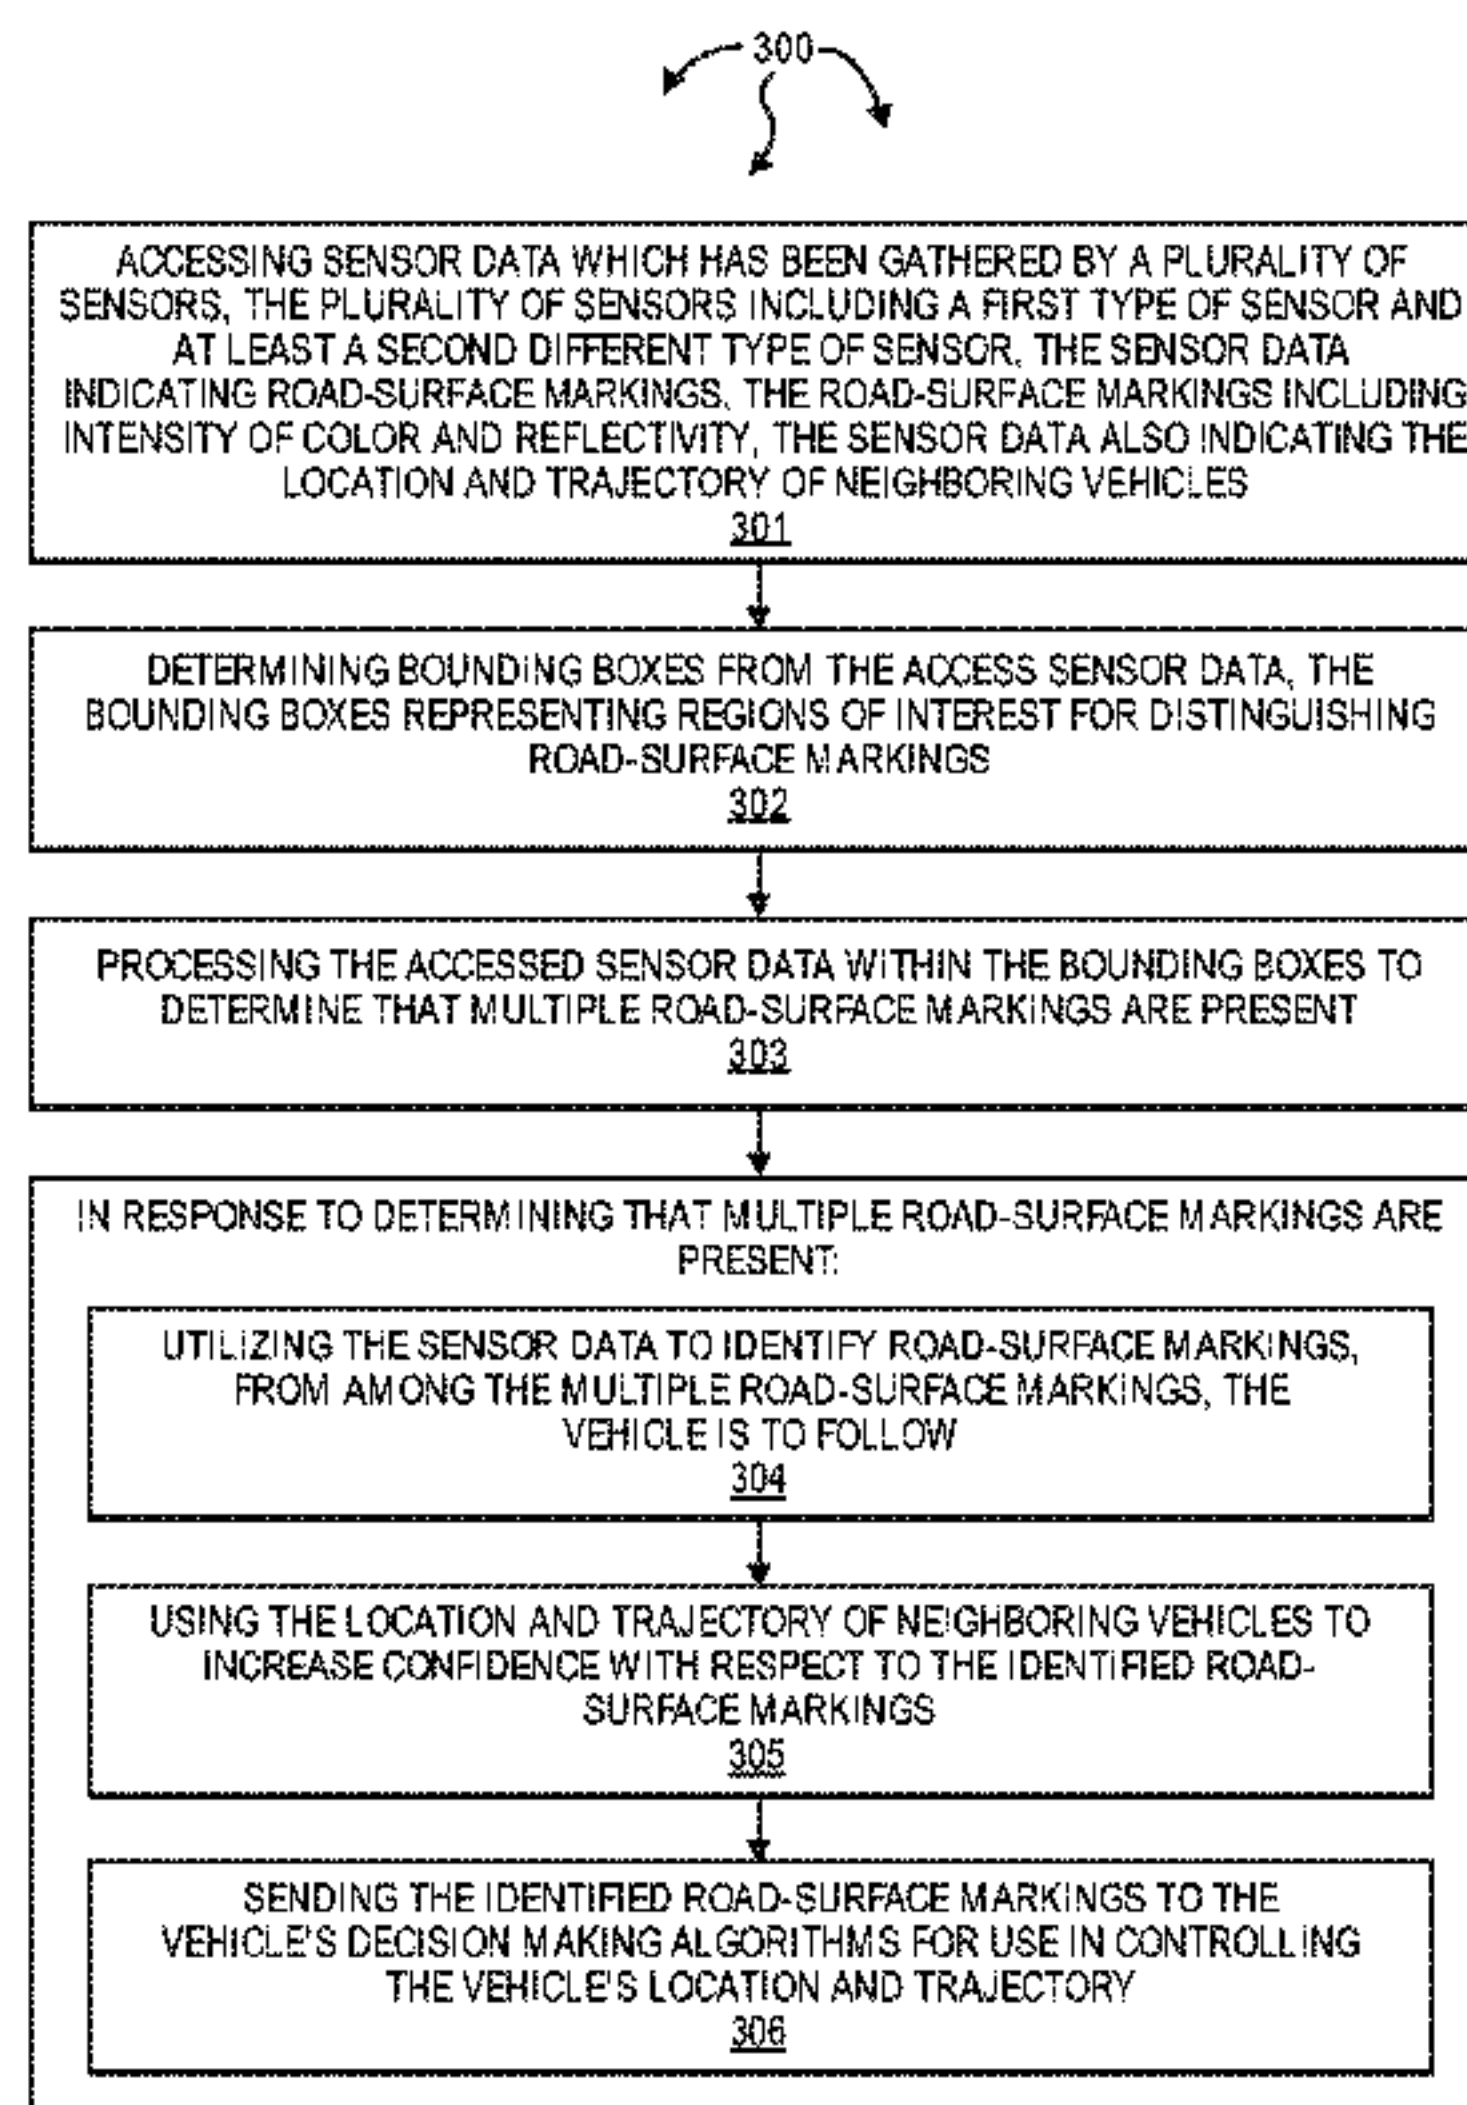 300
ACCESSING SENSOR DATA WHICH HAS BEEN GATHERED BY A PLURALITY OF
SENSORS, THE PLURALITY OF SENSORS INCLUDING A FIRST TYPE OF SENSOR AND
AT LEAST A SECOND DIFFERENT TYPE OF SENSOR, THE SENSOR DATA
INDICATING ROAD-SURFACE MARKINGS, THE ROAD-SURFACE MARKINGS INCLUDING
INTENSITY OF COLOR AND REFLECTIVITY, THE SENSOR DATA ALSO INDICATING THE
LOCATION AND TRAJECTORY OF NEIGHBORING VEHICLES
301
DETERMINING BOUNDING BOXES FROM THE ACCESS SENSOR DATA, THE
BOUNDING BOXES REPRESENTING REGIONS OF INTEREST FOR DISTINGUISHING
ROAD-SURFACE MARKINGS
302
PROCESSING THE ACCESSED SENSOR DATA WITHIN THE BOUNDING BOXES TO
DETERMINE THAT MULTIPLE ROAD-SURFACE MARKINGS ARE PRESENT
303
IN RESPONSE TO DETERMINING THAT MULTIPLE ROAD-SURFACE MARKINGS ARE
PRESENT:
UTILIZING THE SENSOR DATA TO IDENTIFY ROAD-SURFACE MARKINGS,
FROM AMONG THE MULTIPLE ROAD-SURFACE MARKINGS, THE
VEHICLE IS TO FOLLOW
304
USING THE LOCATION AND TRAJECTORY OF NEIGHBORING VEHICLES TO
INCREASE CONFIDENCE WITH RESPECT TO THE IDENTIFIED ROAD-
SURFACE MARKINGS
305
SENDING THE IDENTIFIED ROAD-SURFACE MARKINGS TO THE
VEHICLE'S DECISION MAKING ALGORITHMS FOR USE IN CONTROLLING
THE VEHICLE'S LOCATION AND TRAJECTORY
306